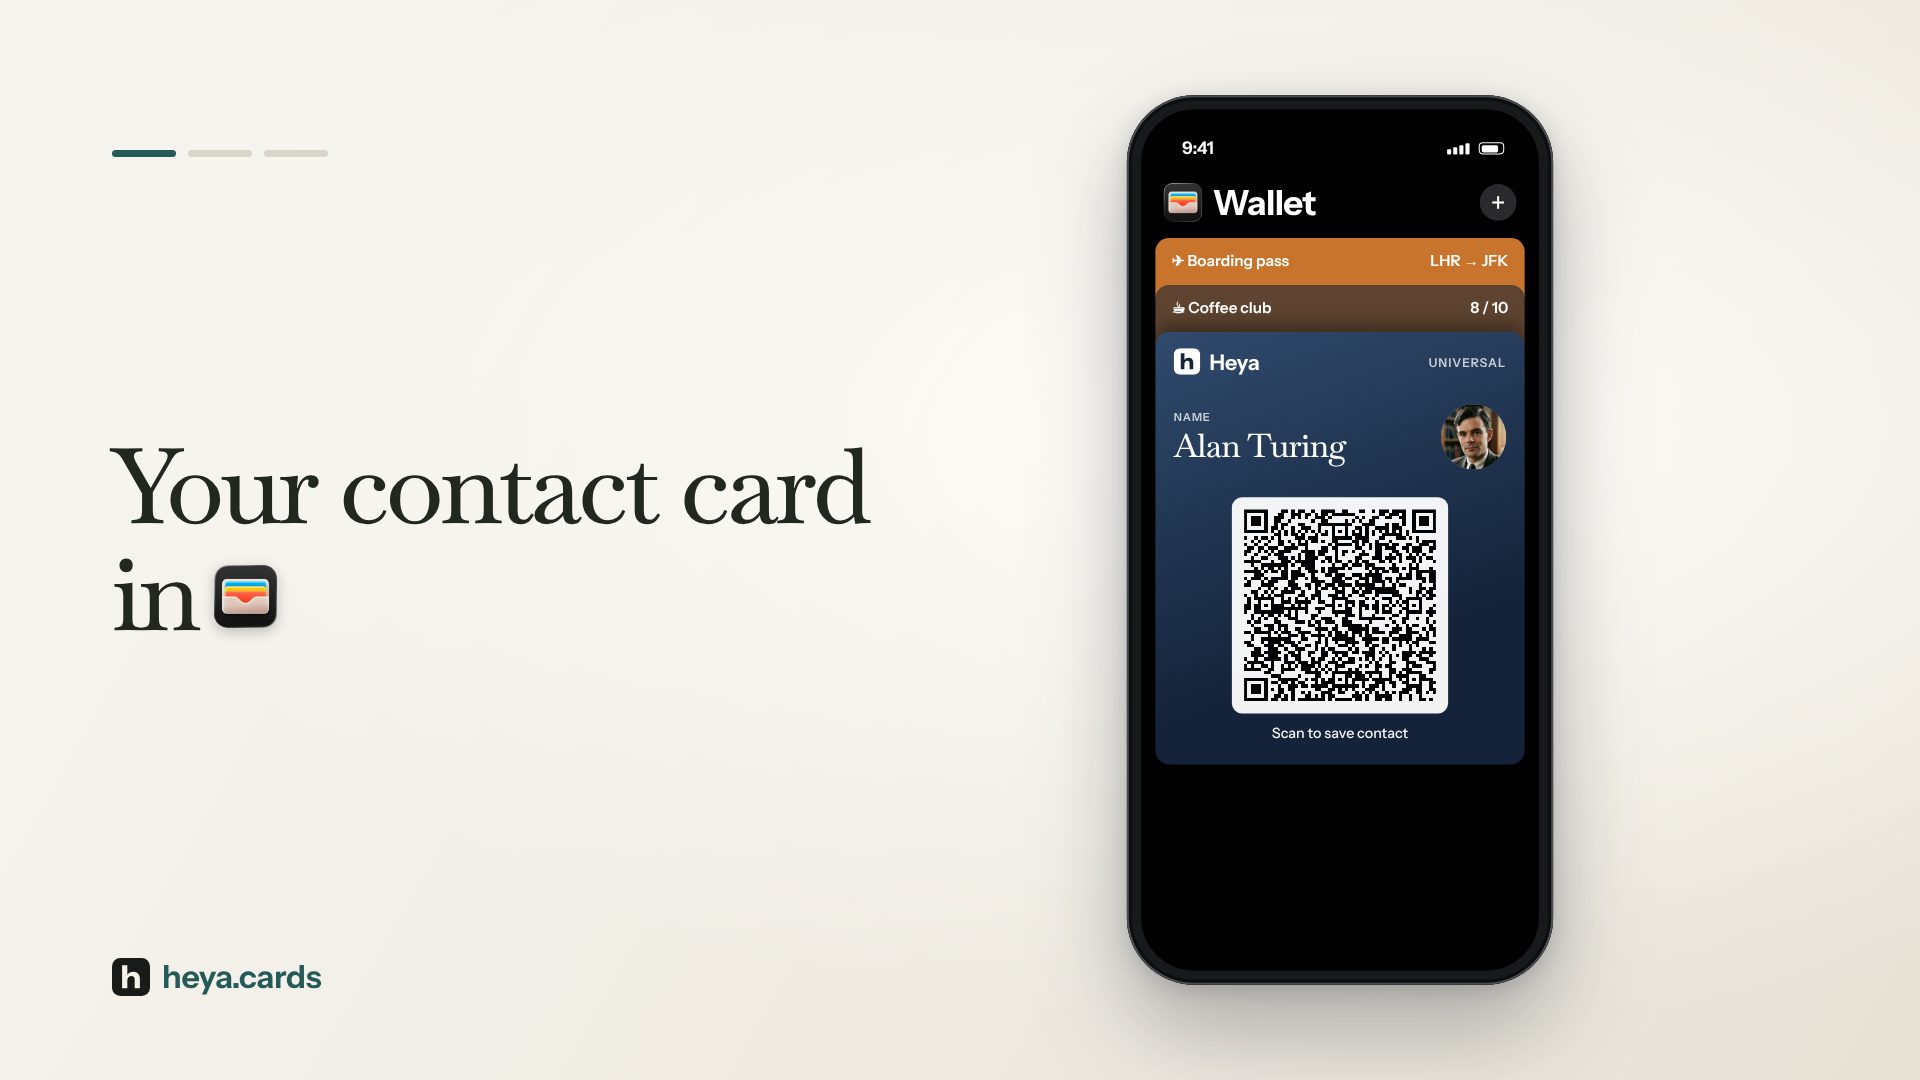 Your contact card
in
h heya.cards
9:41
Wallet
✈ Boarding pass LHR → JFK
☕ Coffee club 8 / 10
h Heya UNIVERSAL
NAME
Alan Turing
Scan to save contact